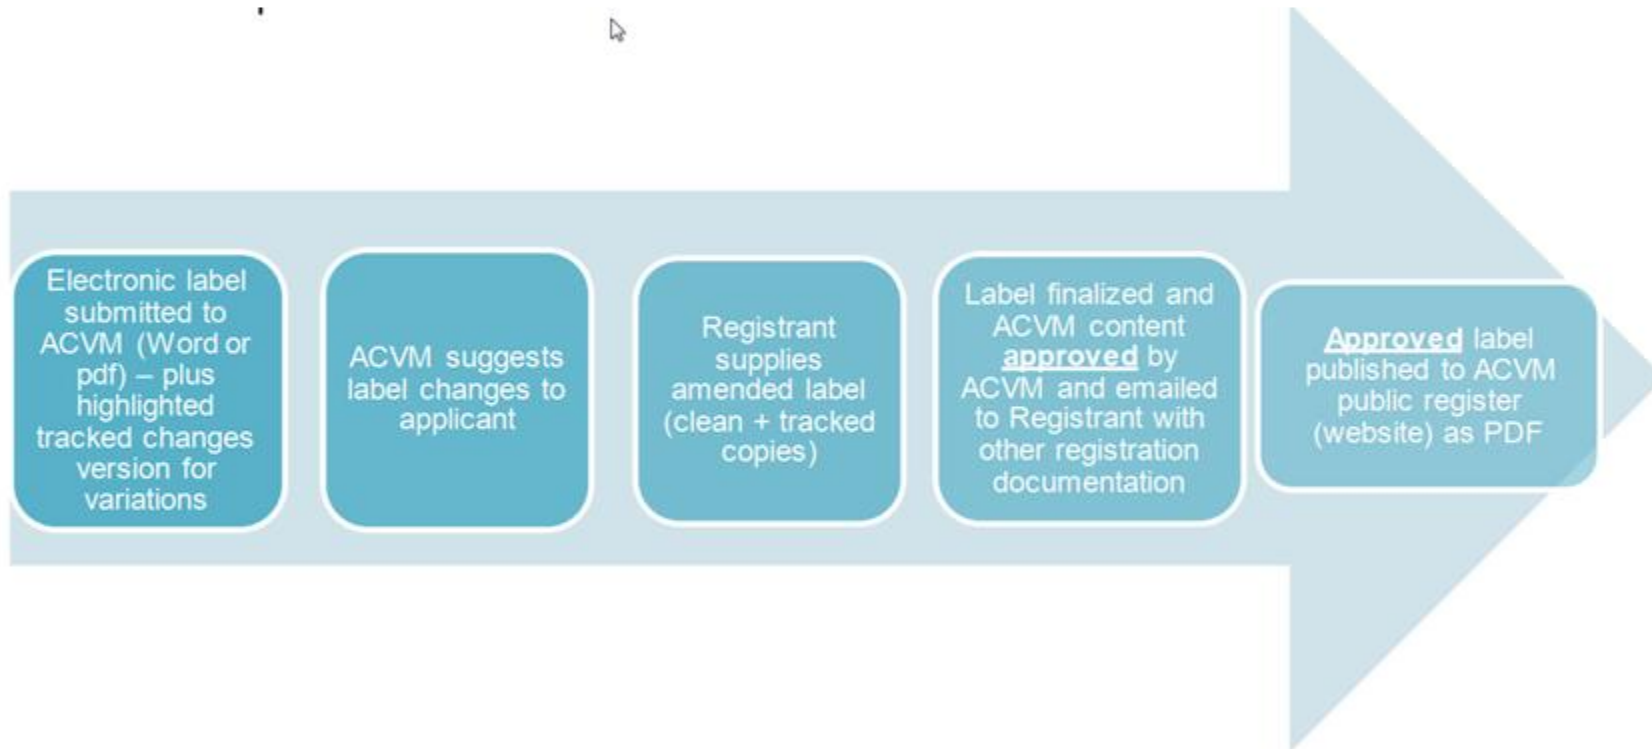 Electronic label
submitted to
ACVM (Word or
pdf) – plus
highlighted
tracked changes
version for
variations
ACVM suggests
label changes to
applicant
Registrant
supplies
amended label
(clean + tracked
copies)
Label finalized and
ACVM content
approved by
ACVM and emailed
to Registrant with
other registration
documentation
Approved label
published to ACVM
public register
(website) as PDF